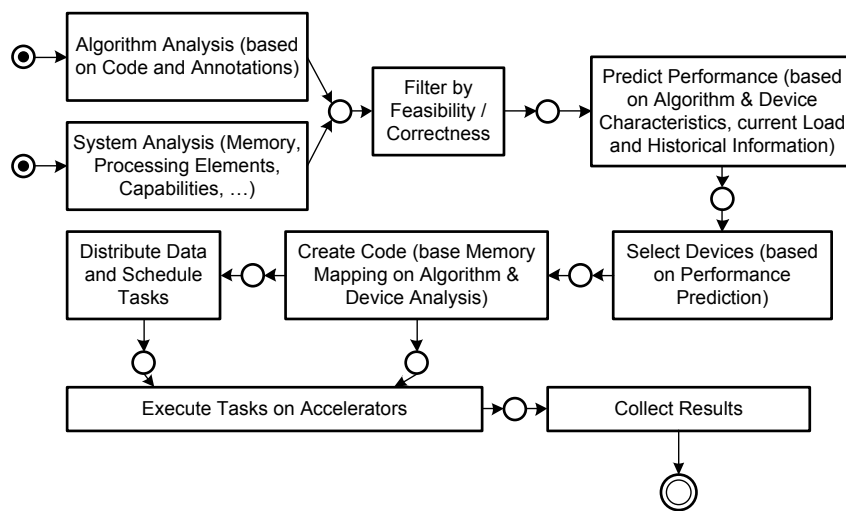 Algorithm Analysis (based
on Code and Annotations)
System Analysis (Memory,
Processing Elements,
Capabilities, …)
Filter by
Feasibility /
Correctness
Predict Performance (based
on Algorithm & Device
Characteristics, current Load
and Historical Information)
Distribute Data
and Schedule
Tasks
Create Code (base Memory
Mapping on Algorithm &
Device Analysis)
Select Devices (based
on Performance
Prediction)
Execute Tasks on Accelerators
Collect Results